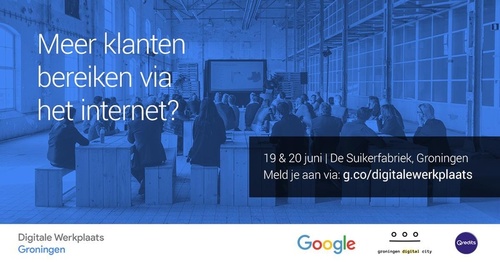 Meer klanten
bereiken via
het internet?
19 & 20 juni | De Suikerfabriek, Groningen
Meld je aan via: g.co/digitalewerkplaats
Digitale Werkplaats
Groningen
Google
groningen digital city
Qredits